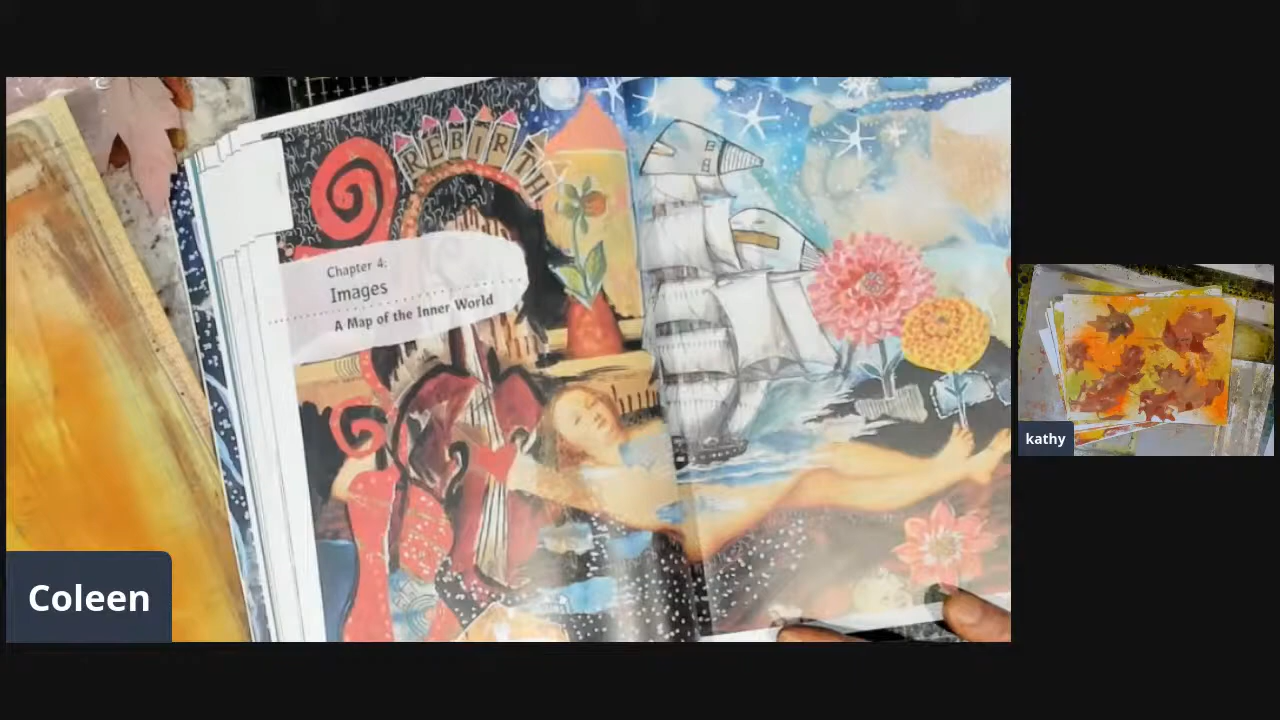 REBIRTH
Chapter 4:
Images
A Map of the Inner World
Coleen
kathy